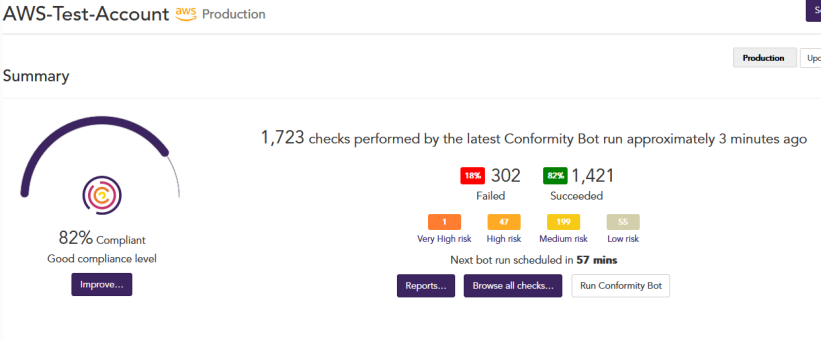 AWS-Test-Account aws Production
Production
Summary
1,723 checks performed by the latest Conformity Bot run approximately 3 minutes ago
18% 302 82% 1,421
Failed Succeeded
1 47 199 55
Very High risk High risk Medium risk Low risk
Next bot run scheduled in 57 mins
Reports... Browse all checks... Run Conformity Bot
82% Compliant
Good compliance level
Improve...